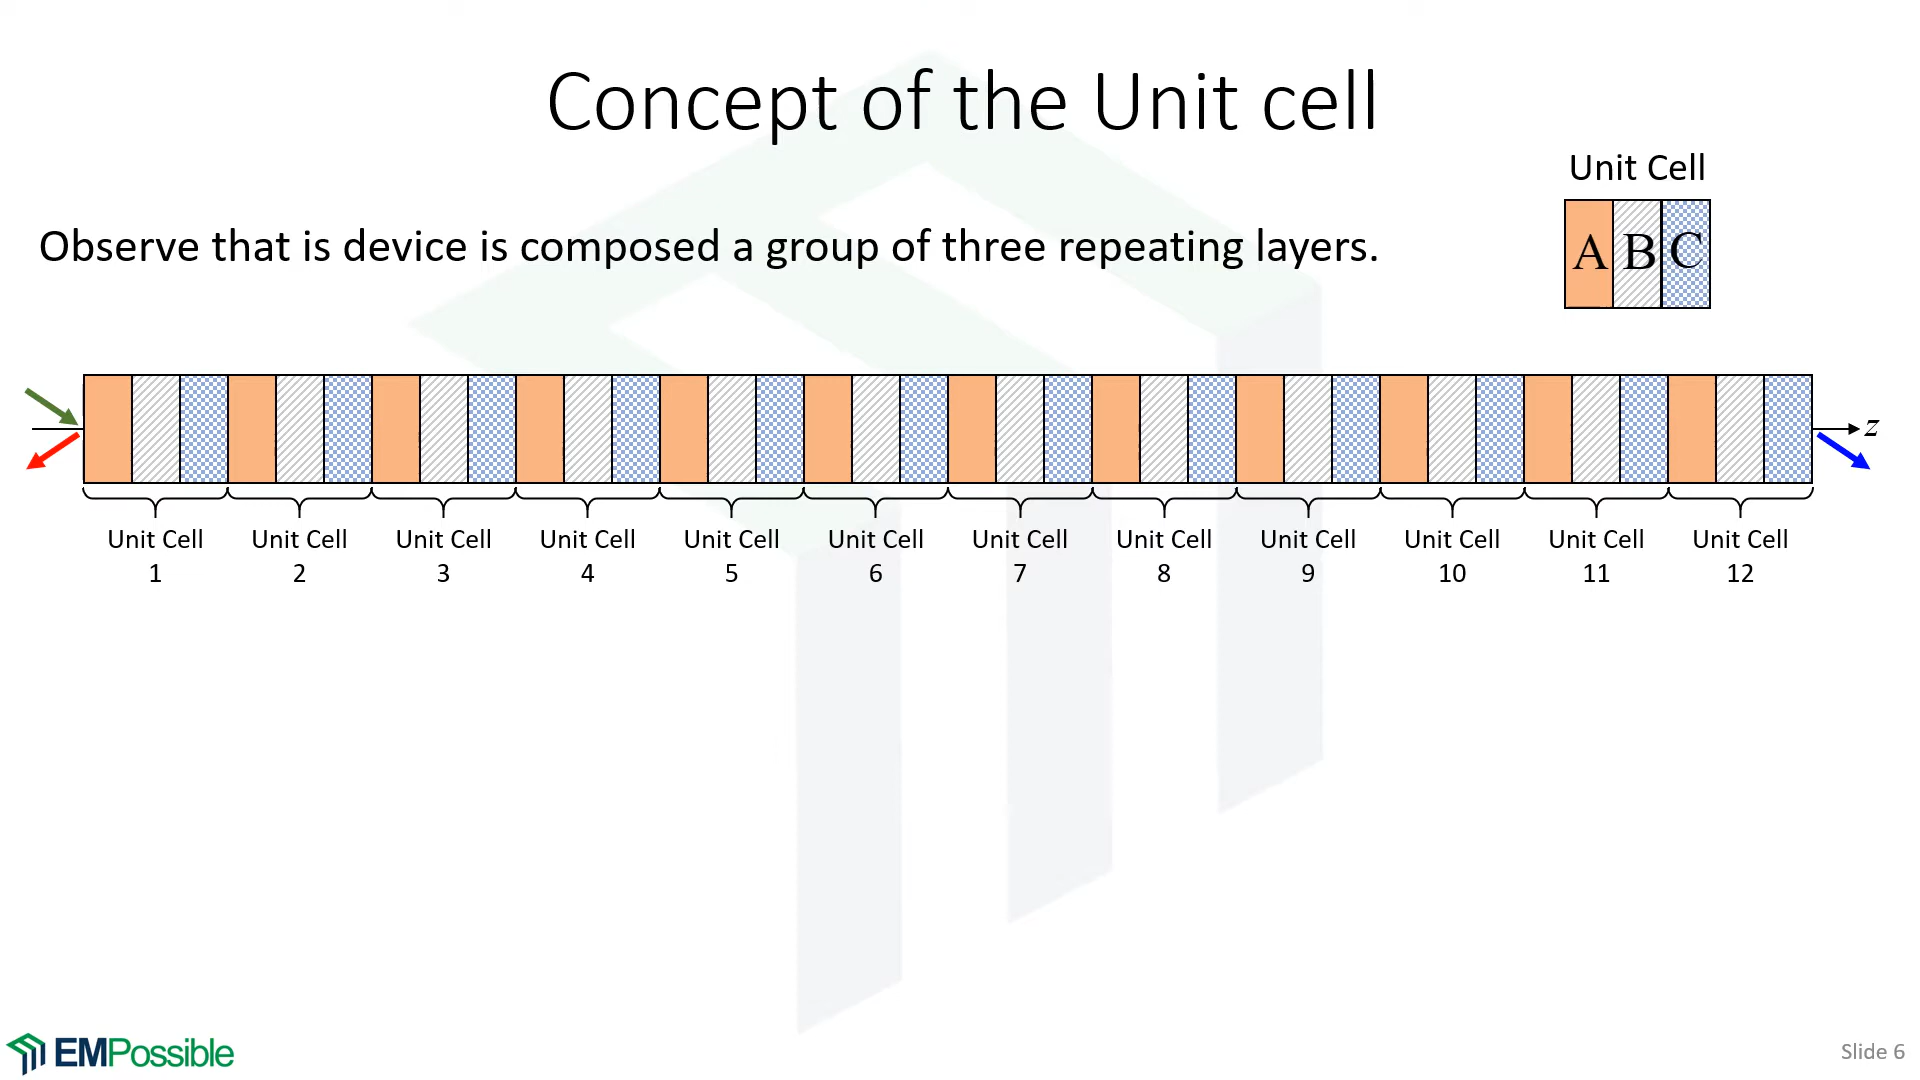 Concept of the Unit cell
Unit Cell
Observe that is device is composed a group of three repeating layers.
A B C
z
Unit Cell
1
Unit Cell
2
Unit Cell
3
Unit Cell
4
Unit Cell
5
Unit Cell
6
Unit Cell
7
Unit Cell
8
Unit Cell
9
Unit Cell
10
Unit Cell
11
Unit Cell
12
EMPossible
Slide 6